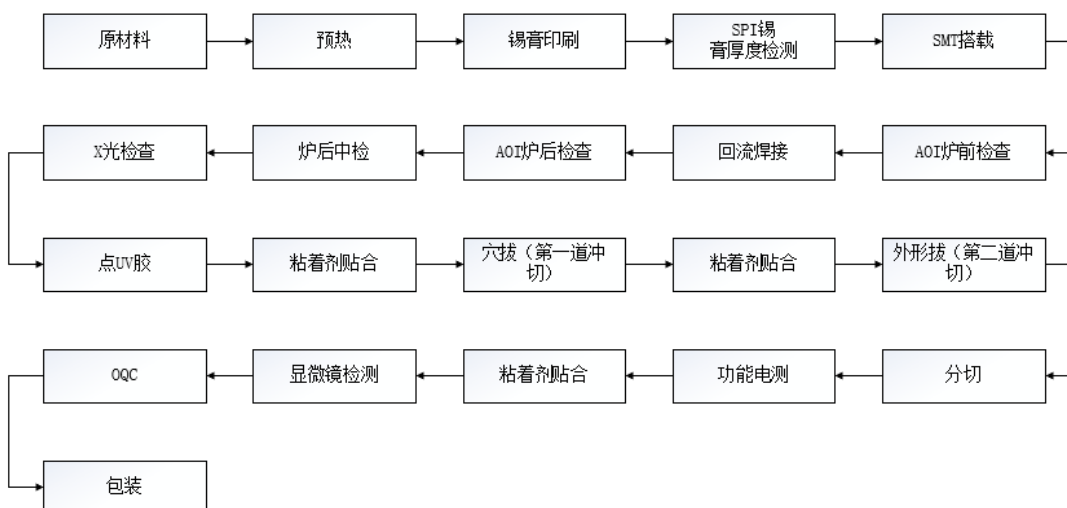 原材料
预热
锡膏印刷
SPI锡
膏厚度检测
SMT搭载
X光检查
炉后中检
AOI炉后检查
回流焊接
AOI炉前检查
点UV胶
粘着剂贴合
穴拔（第一道冲
切）
粘着剂贴合
外形拔（第二道冲
切）
OQC
显微镜检测
粘着剂贴合
功能电测
分切
包装